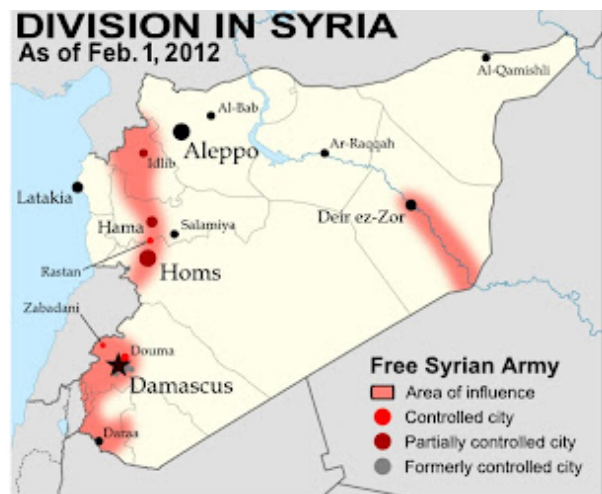 DIVISION IN SYRIA
As of Feb. 1, 2012
Al-Qamishli
Al-Bab
Aleppo
Ar-Raqqah
Idlib
Latakia
Deir ez-Zor
Hama
Salamiya
Rastan
Homs
Zabadani
Douma
Damascus
Daraa
Free Syrian Army
Area of influence
Controlled city
Partially controlled city
Formerly controlled city